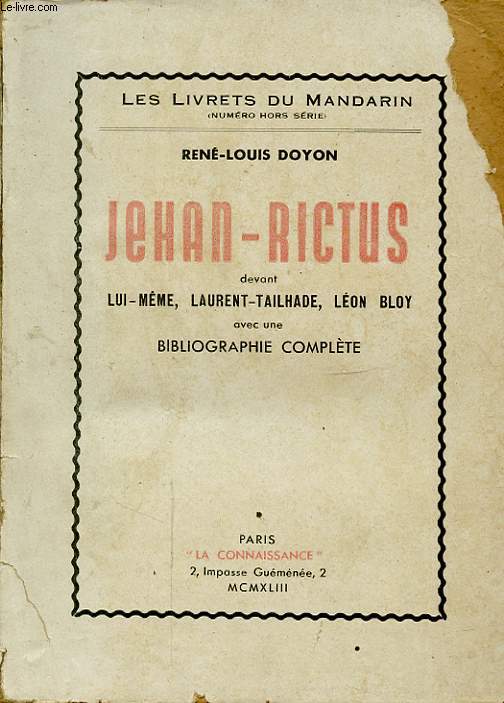 Le-livre.com
LES LIVRETS DU MANDARIN
(NUMÉRO HORS SÉRIE)
RENÉ-LOUIS DOYON
JEHAN-RICTUS
devant
LUI-MÊME, LAURENT-TAILHADE, LÉON BLOY
avec une
BIBLIOGRAPHIE COMPLÈTE
PARIS
"LA CONNAISSANCE"
2, Impasse Guéménée, 2
MCMXLIII